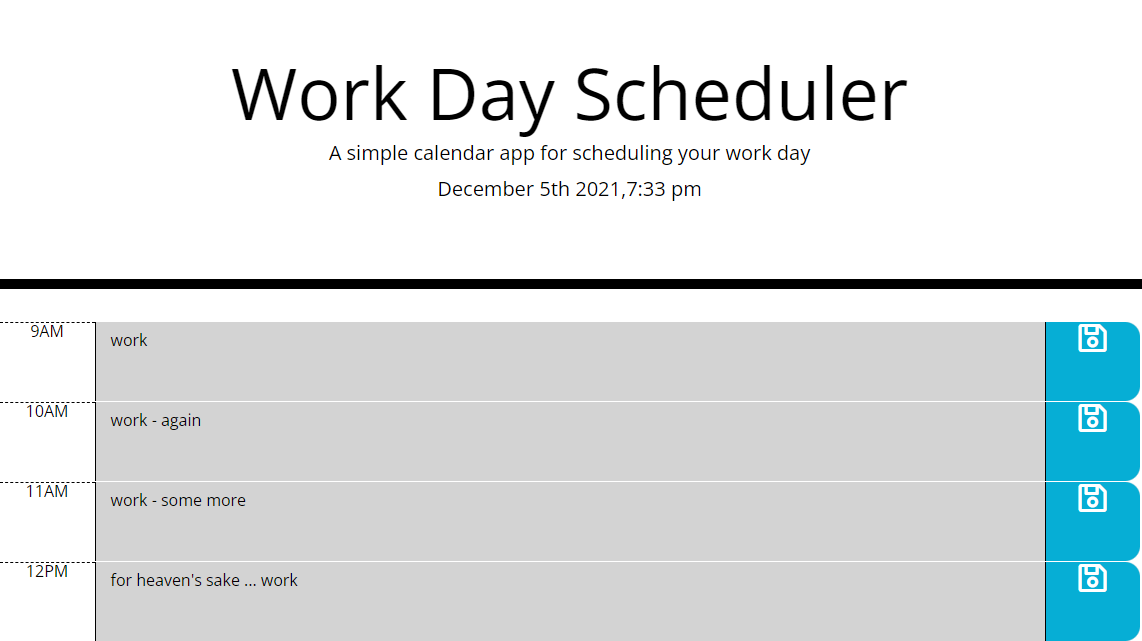 Work Day Scheduler
A simple calendar app for scheduling your work day
December 5th 2021,7:33 pm
9AM
work
10AM
work - again
11AM
work - some more
12PM
for heaven's sake ... work